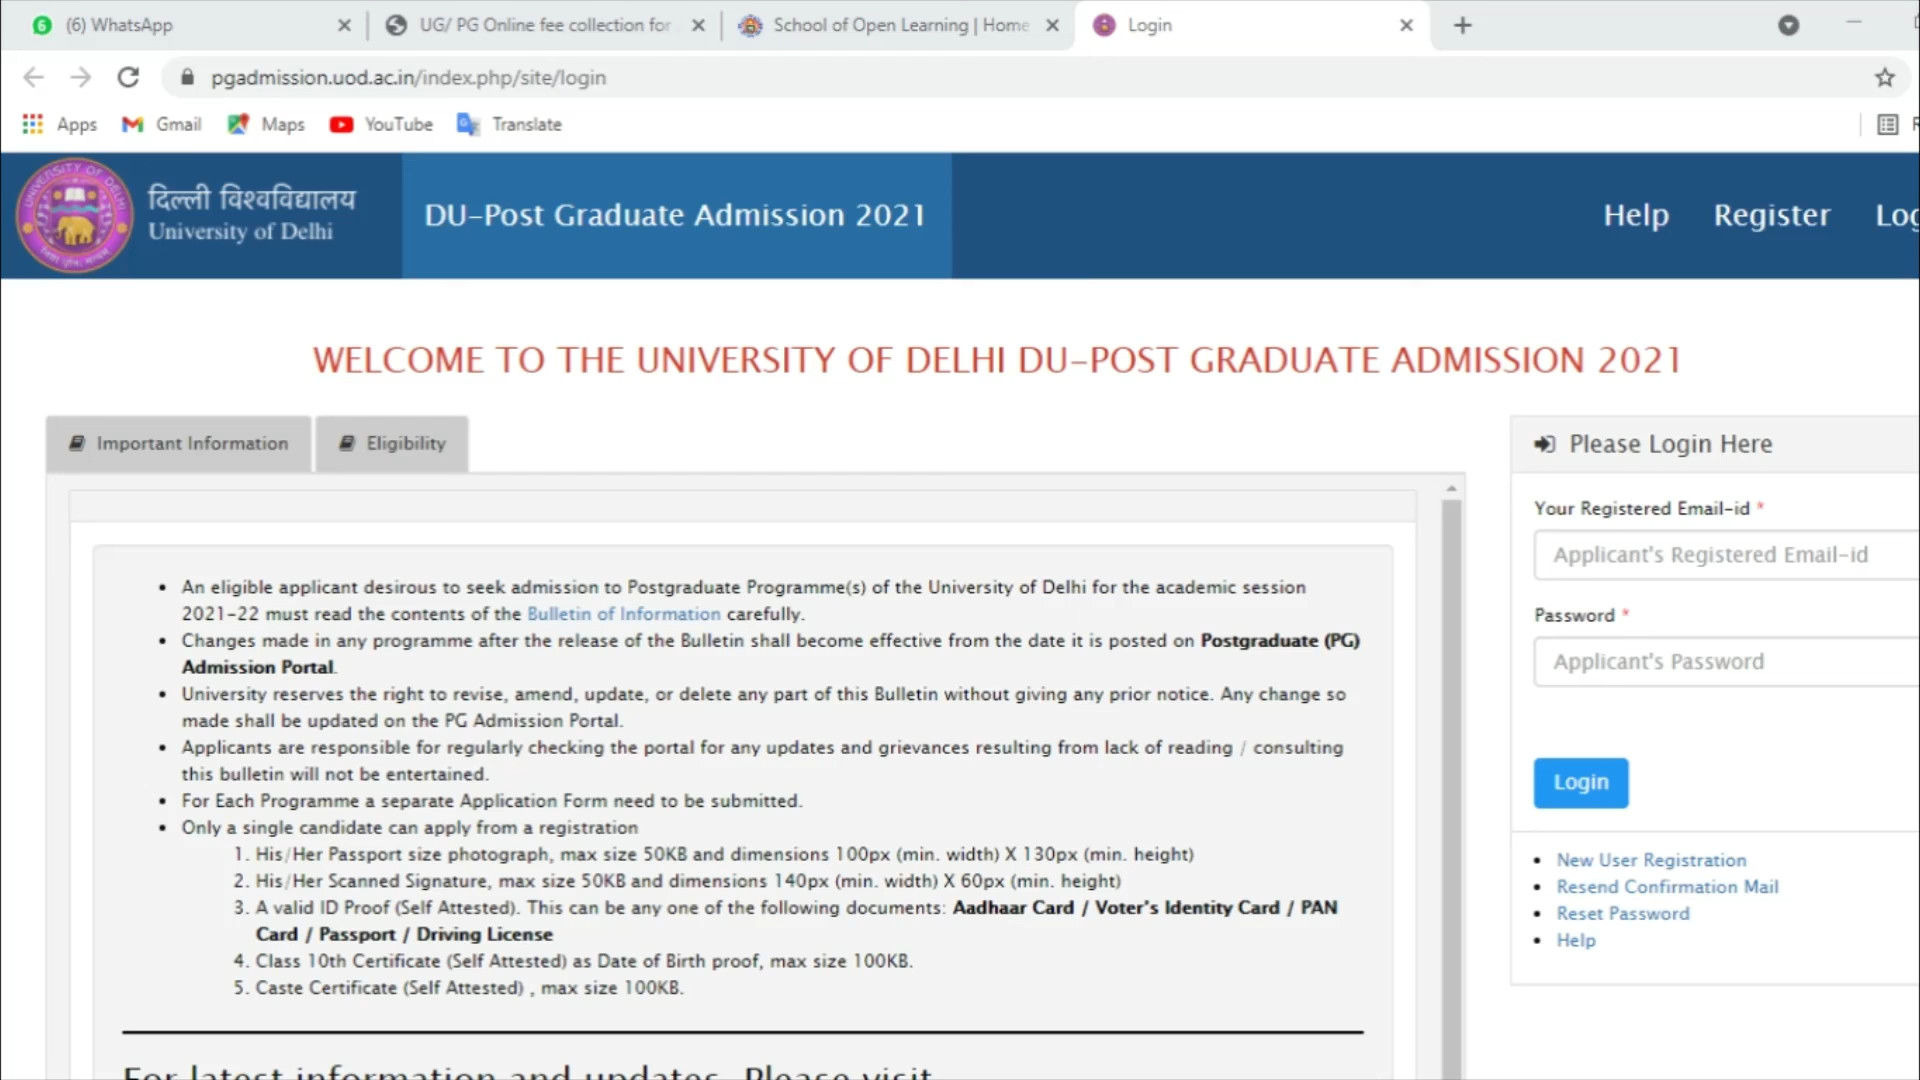 (6) WhatsApp
UG/ PG Online fee collection for
School of Open Learning | Home
Login
pgadmission.uod.ac.in/index.php/site/login
Apps
Gmail
Maps
YouTube
Translate
UNIVERSITY OF DELHI
दिल्ली विश्वविद्यालय
University of Delhi
DU-Post Graduate Admission 2021
Help
Register
WELCOME TO THE UNIVERSITY OF DELHI DU-POST GRADUATE ADMISSION 2021
Important Information
Eligibility
• An eligible applicant desirous to seek admission to Postgraduate Programme(s) of the University of Delhi for the academic session
2021-22 must read the contents of the Bulletin of Information carefully.
• Changes made in any programme after the release of the Bulletin shall become effective from the date it is posted on Postgraduate (PG)
Admission Portal.
• University reserves the right to revise, amend, update, or delete any part of this Bulletin without giving any prior notice. Any change so
made shall be updated on the PG Admission Portal.
• Applicants are responsible for regularly checking the portal for any updates and grievances resulting from lack of reading / consulting
this bulletin will not be entertained.
• For Each Programme a separate Application Form need to be submitted.
• Only a single candidate can apply from a registration
1. His/Her Passport size photograph, max size 50KB and dimensions 100px (min. width) X 130px (min. height)
2. His/Her Scanned Signature, max size 50KB and dimensions 140px (min. width) X 60px (min. height)
3. A valid ID Proof (Self Attested). This can be any one of the following documents: Aadhaar Card / Voter's Identity Card / PAN
Card / Passport / Driving License
4. Class 10th Certificate (Self Attested) as Date of Birth proof, max size 100KB.
5. Caste Certificate (Self Attested) , max size 100KB.
For latest information and updates, Please visit
Please Login Here
Your Registered Email-id *
Applicant's Registered Email-id
Password *
Applicant's Password
Login
• New User Registration
• Resend Confirmation Mail
• Reset Password
• Help